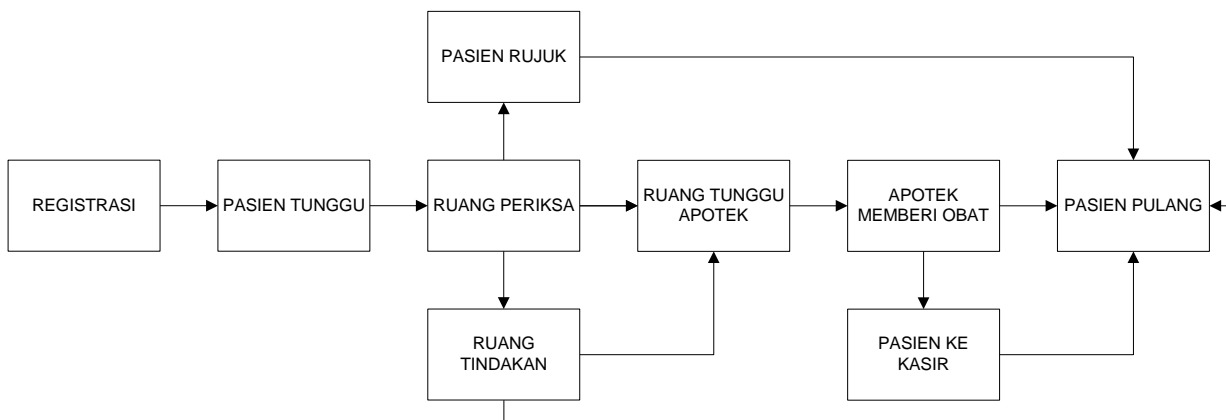 PASIEN RUJUK
REGISTRASI
PASIEN TUNGGU
RUANG PERIKSA
RUANG TUNGGU
APOTEK
APOTEK
MEMBERI OBAT
PASIEN PULANG
RUANG
TINDAKAN
PASIEN KE
KASIR